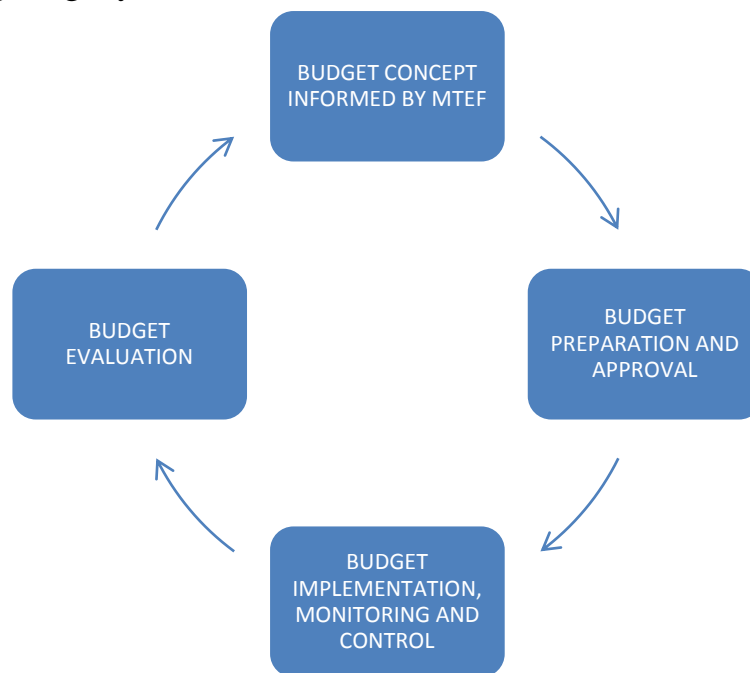 BUDGET CONCEPT
INFORMED BY MTEF
BUDGET
PREPARATION AND
APPROVAL
BUDGET
IMPLEMENTATION,
MONITORING AND
CONTROL
BUDGET
EVALUATION